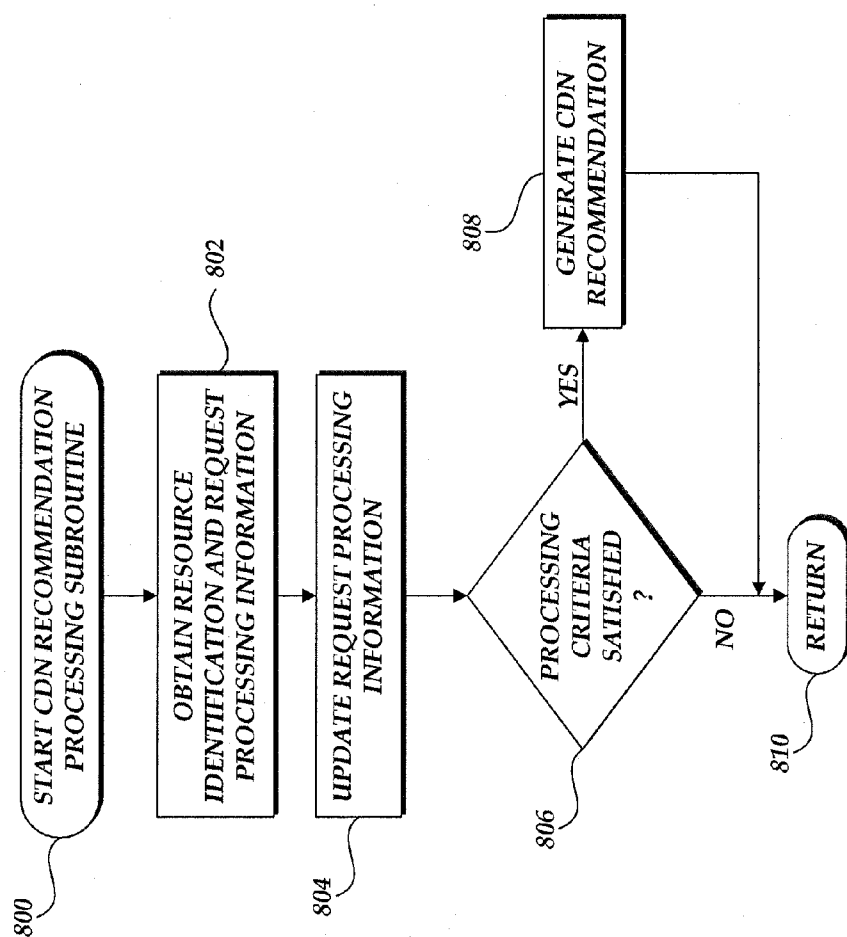 800
START CDN RECOMMENDATION
PROCESSING SUBROUTINE
802
OBTAIN RESOURCE
IDENTIFICATION AND REQUEST
PROCESSING INFORMATION
804
UPDATE REQUEST PROCESSING
INFORMATION
806
PROCESSING
CRITERIA
SATISFIED
?
YES
808
GENERATE CDN
RECOMMENDATION
NO
810
RETURN